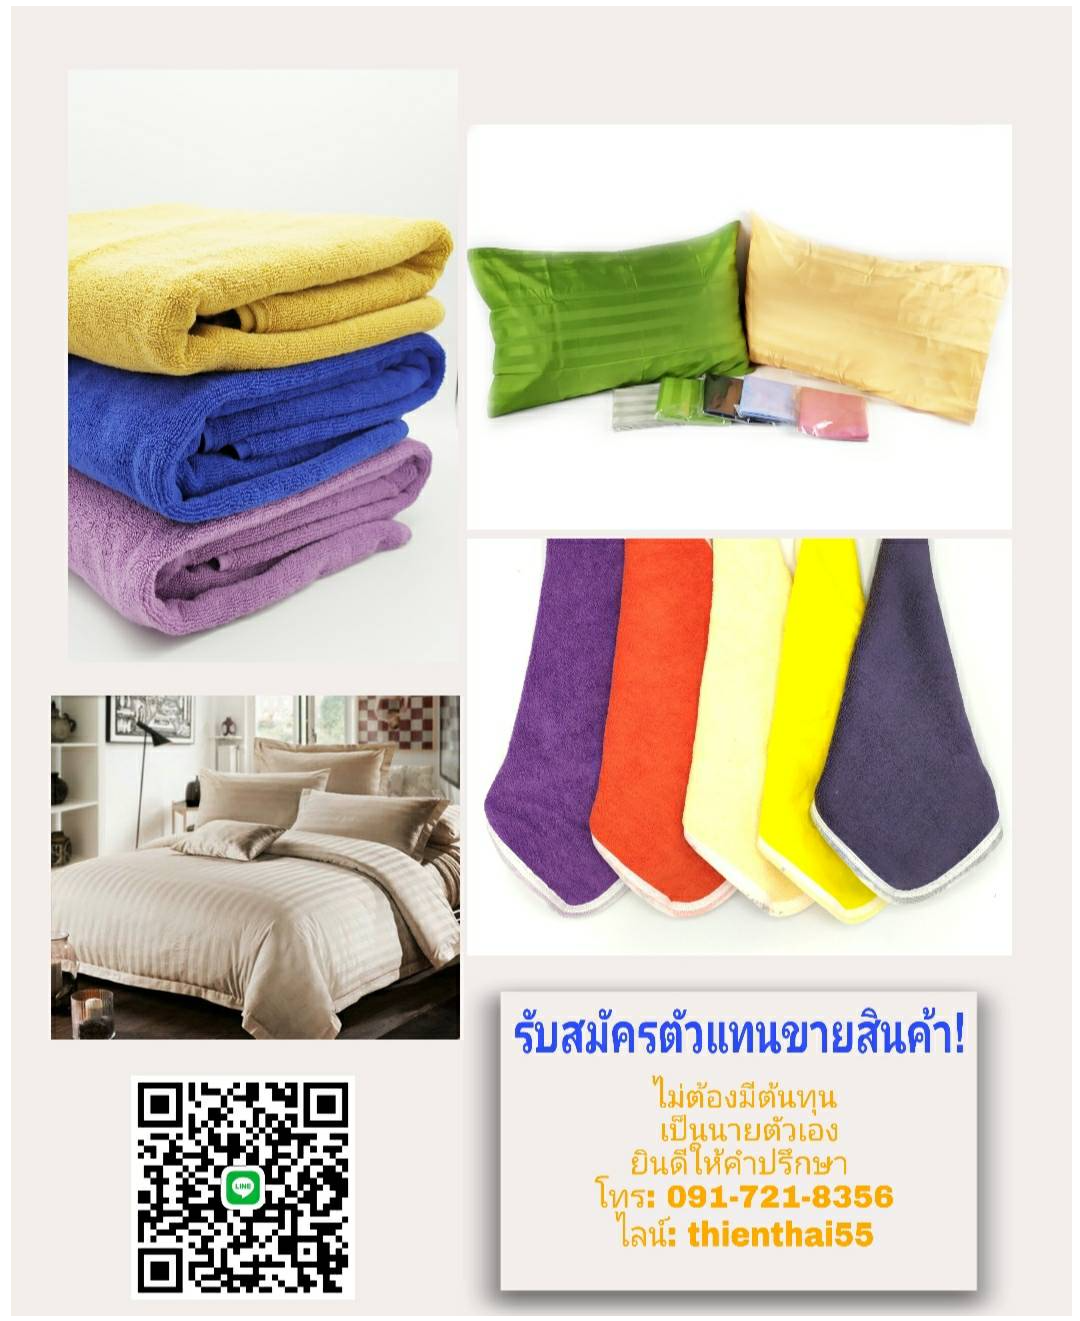 รับสมัครตัวแทนขายสินค้า!
ไม่ต้องมีต้นทุน
เป็นนายตัวเอง
ยินดีให้คำปรึกษา
โทร: 091-721-8356
ไลน์: thienthai55
LINE